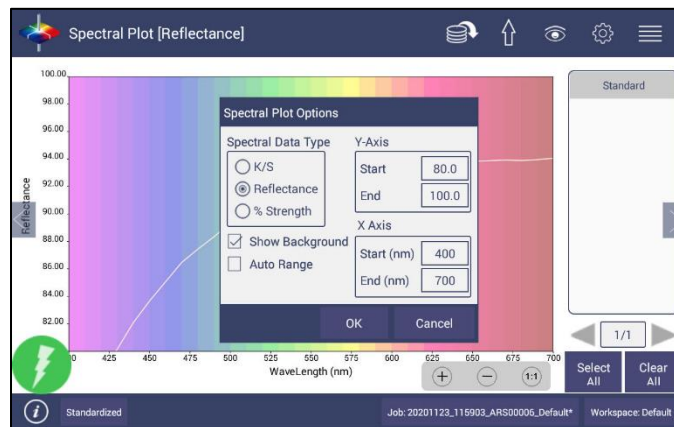 Spectral Plot [Reflectance]
100.00
98.00
96.00
94.00
92.00
90.00
88.00
86.00
84.00
82.00
Reflectance
Spectral Plot Options
Spectral Data Type
K/S
Reflectance
% Strength
Show Background
Auto Range
Y-Axis
Start 80.0
End 100.0
X Axis
Start (nm) 400
End (nm) 700
OK Cancel
425 450 475 500 525 550 575 600 625 650 675 700
WaveLength (nm)
1:1
Standard
1/1
Select All
Clear All
Standardized
Job: 20201123_115903_ARS00006_Default*
Workspace: Default